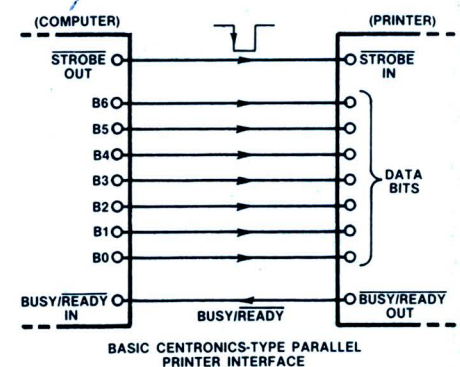 (COMPUTER) (PRINTER)
STROBE OUT STROBE IN
B6
B5
B4
B3
B2
B1
B0
DATA BITS
BUSY/READY IN BUSY/READY BUSY/READY OUT
BASIC CENTRONICS-TYPE PARALLEL
PRINTER INTERFACE